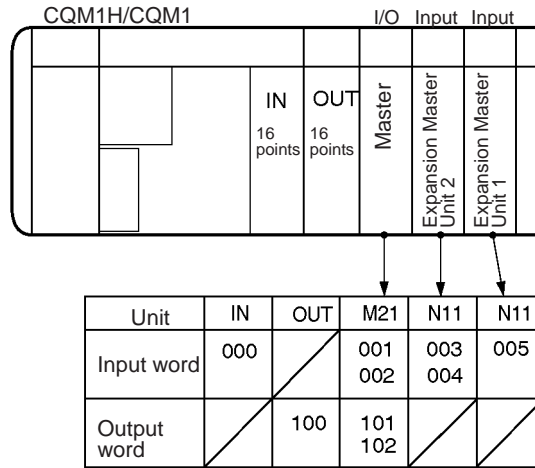 CQM1H/CQM1
I/O Input Input
IN OUT
16 points
16 points
Master
Expansion Master Unit 2
Expansion Master Unit 1
Unit IN OUT M21 N11 N11
Input word 000 001 003 005
002 004
Output word 100 101
102